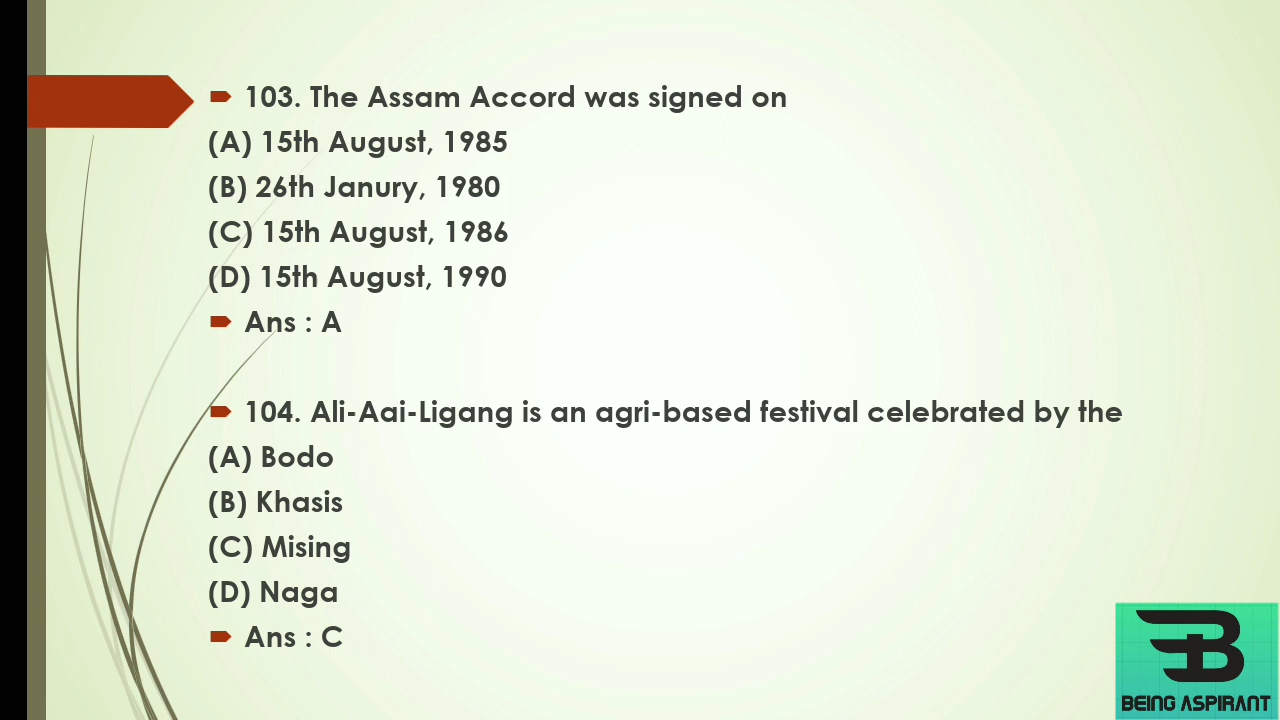 103. The Assam Accord was signed on
(A) 15th August, 1985
(B) 26th Janury, 1980
(C) 15th August, 1986
(D) 15th August, 1990
Ans : A
104. Ali-Aai-Ligang is an agri-based festival celebrated by the
(A) Bodo
(B) Khasis
(C) Mising
(D) Naga
Ans : C
BEING ASPIRANT